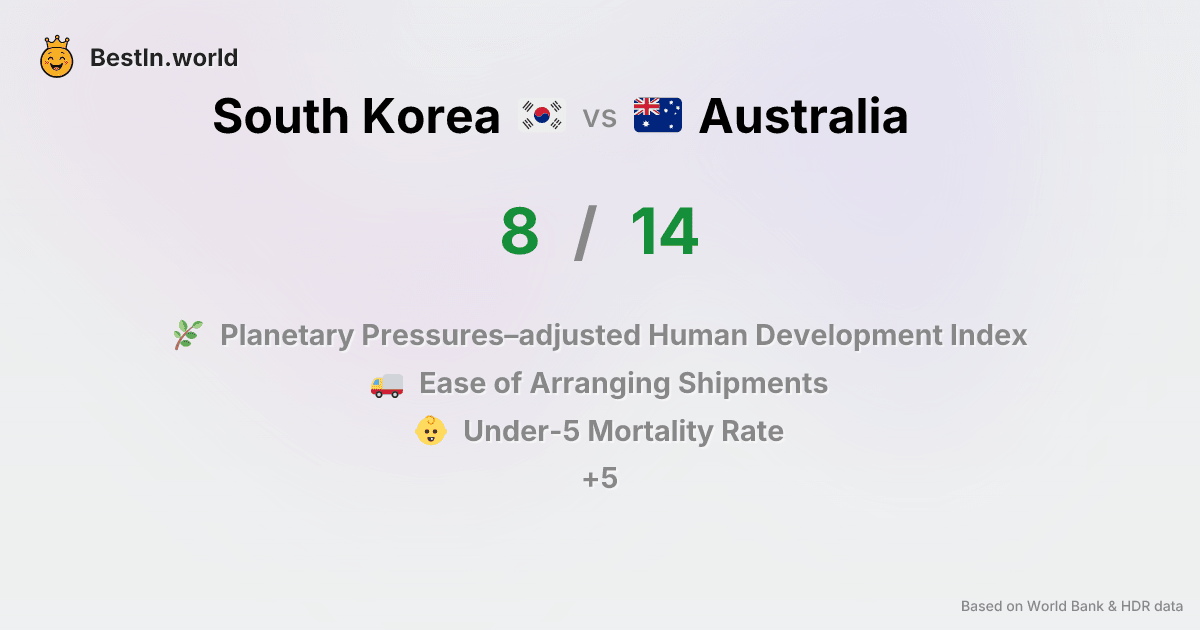 BestIn.world
South Korea vs Australia
8 / 14
Planetary Pressures–adjusted Human Development Index
Ease of Arranging Shipments
Under-5 Mortality Rate
+5
Based on World Bank & HDR data